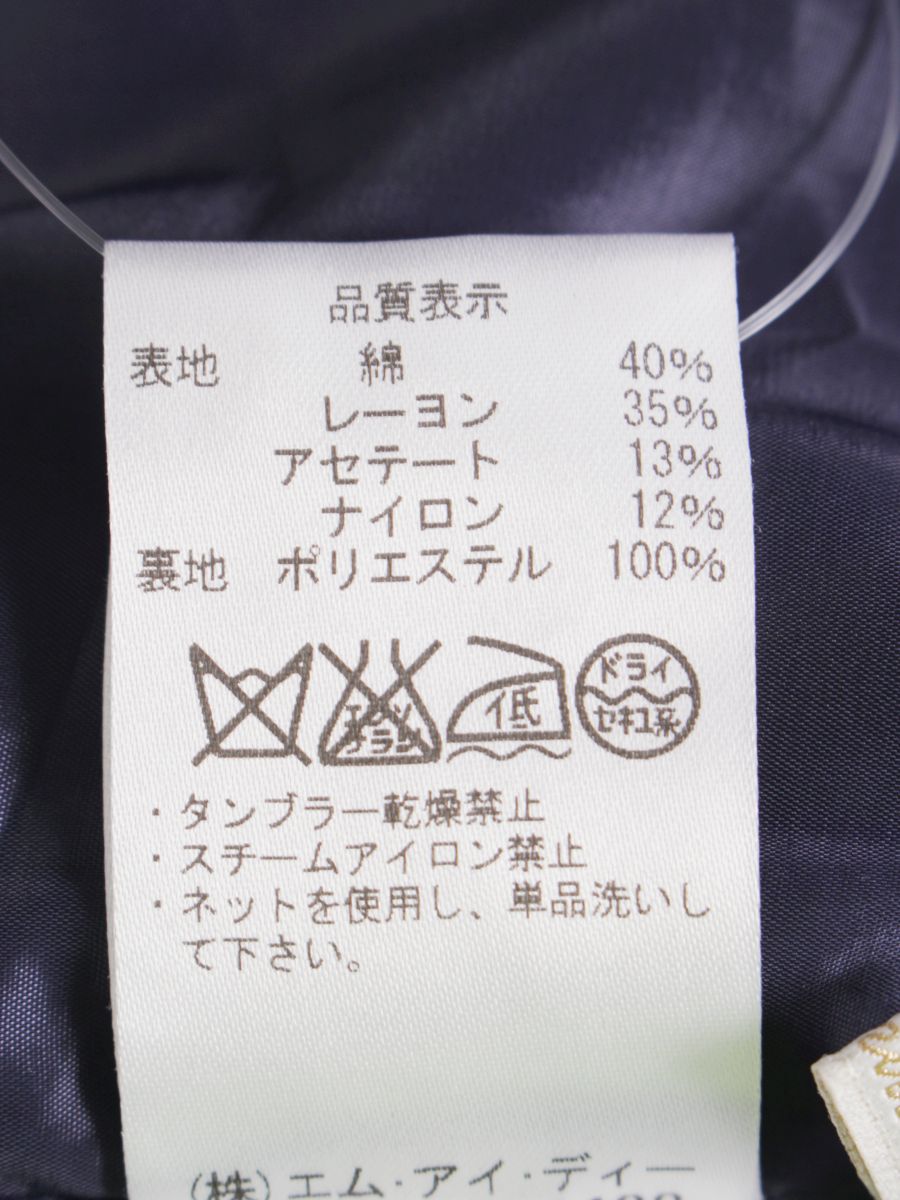 品質表示
表地 綿 40%
レーヨン 35%
アセテート 13%
ナイロン 12%
裏地 ポリエステル 100%
エンソ
サラシ
低
ドライ
セキユ系
・タンブラー乾燥禁止
・スチームアイロン禁止
・ネットを使用し、単品洗いし
て下さい。
(株)エム・アイ・ディー